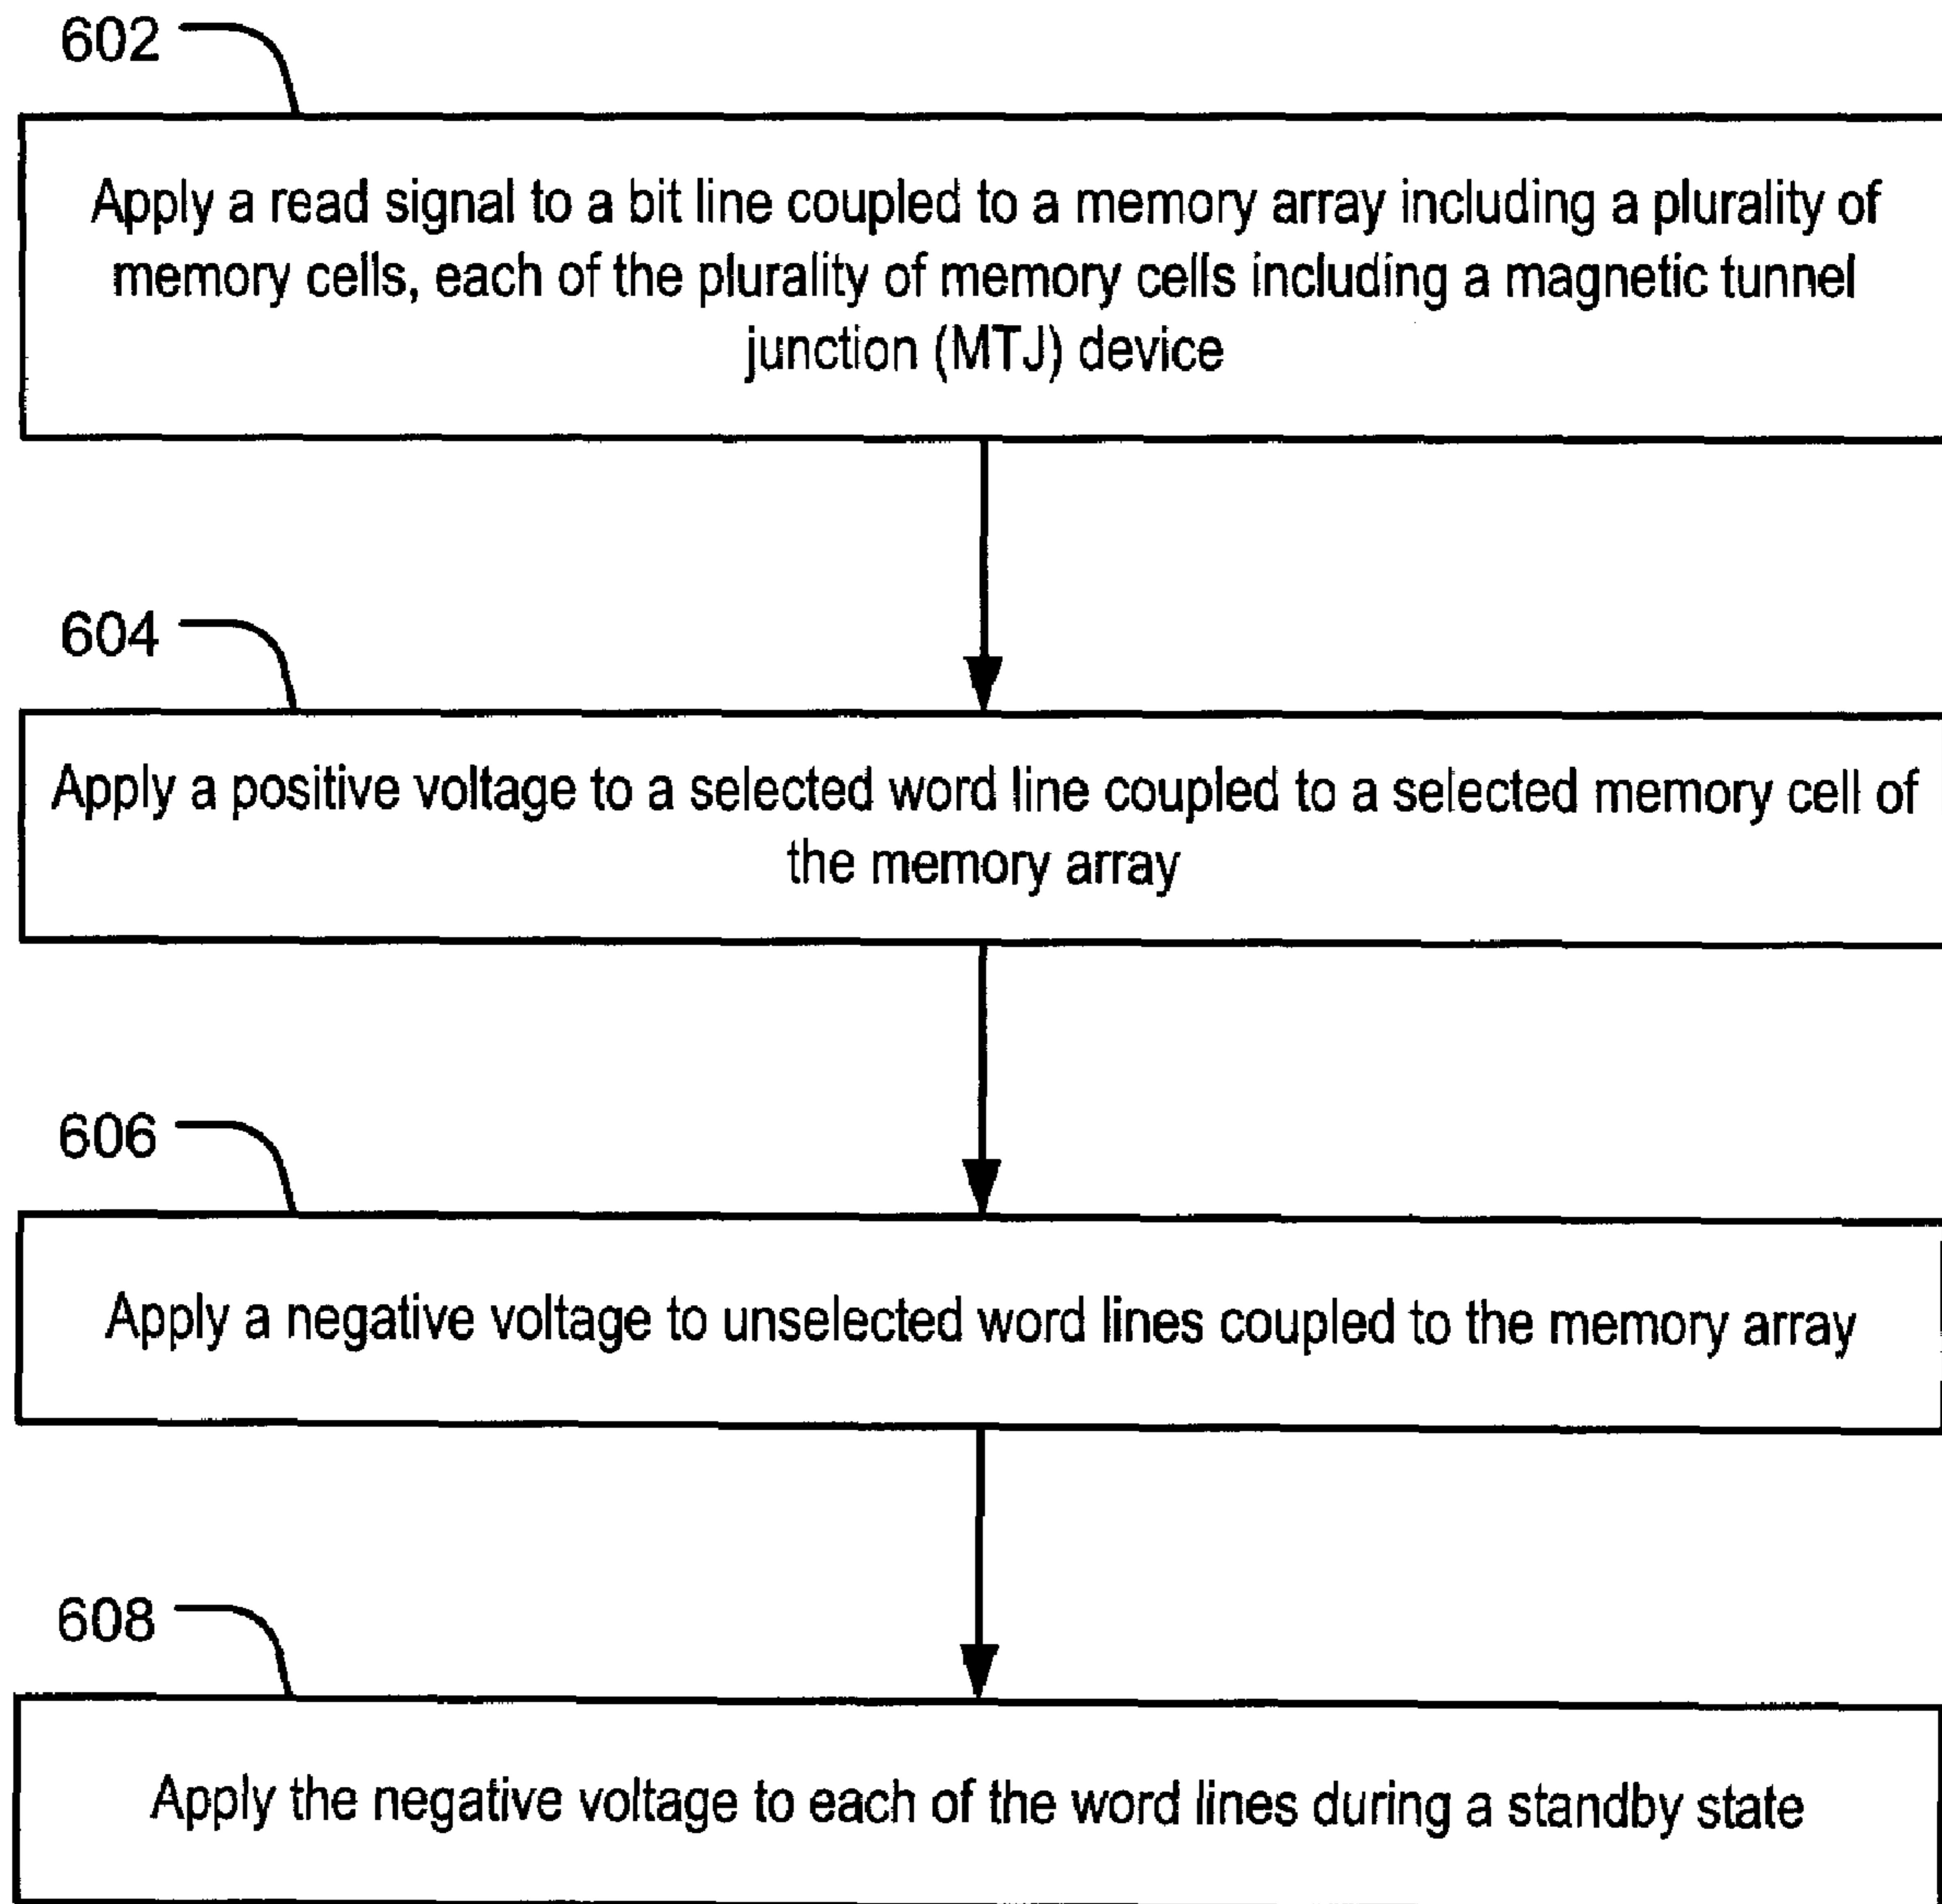 602
Apply a read signal to a bit line coupled to a memory array including a plurality of
memory cells, each of the plurality of memory cells including a magnetic tunnel
junction (MTJ) device
604
Apply a positive voltage to a selected word line coupled to a selected memory cell of
the memory array
606
Apply a negative voltage to unselected word lines coupled to the memory array
608
Apply the negative voltage to each of the word lines during a standby state